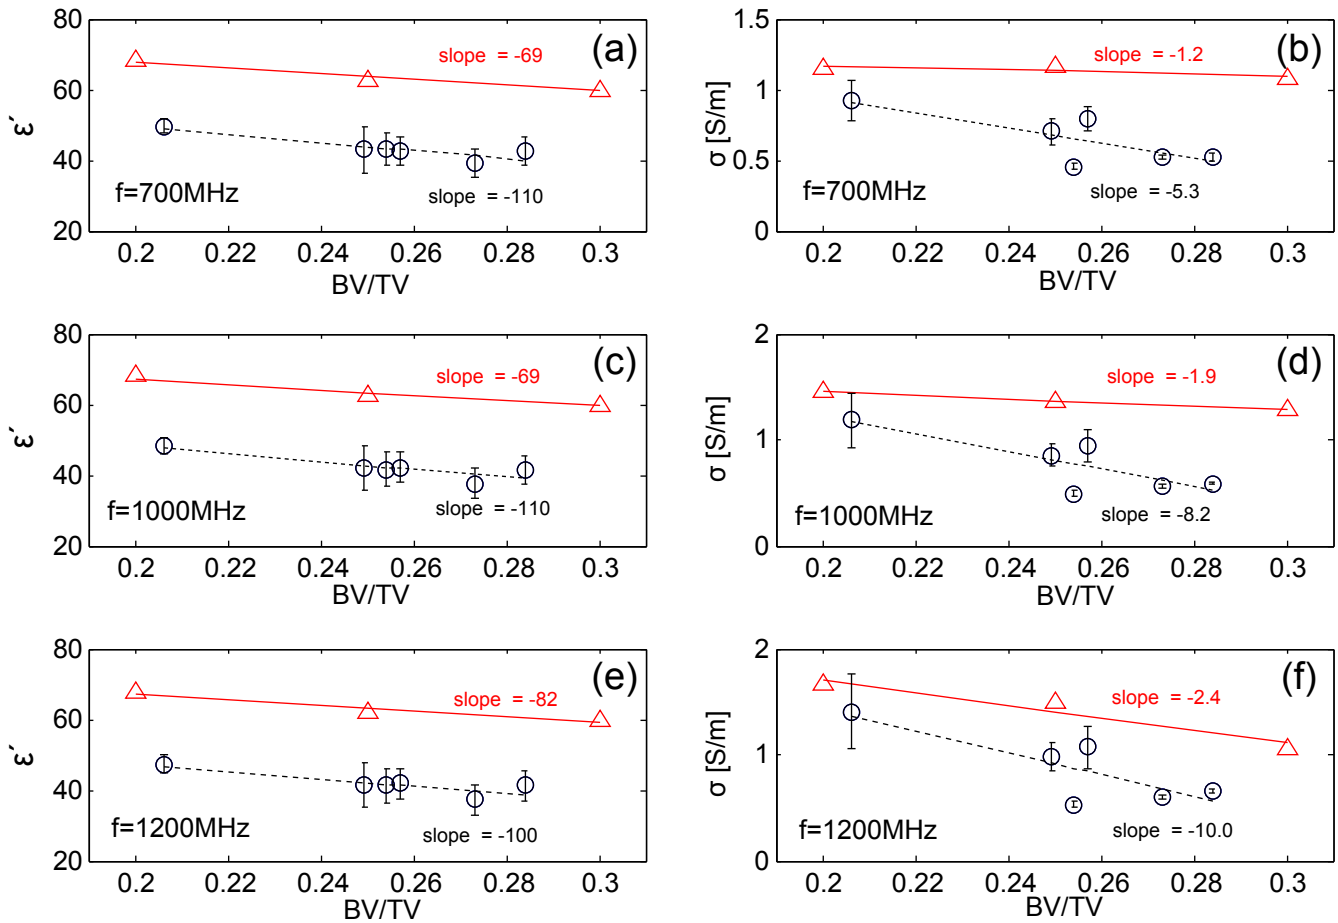 80
60
40
20
ε′
slope = -69
(a)
slope = -110
f=700MHz
0.2 0.22 0.24 0.26 0.28 0.3
BV/TV
1.5
1
0.5
0
σ [S/m]
slope = -1.2
(b)
slope = -5.3
f=700MHz
0.2 0.22 0.24 0.26 0.28 0.3
BV/TV
80
60
40
20
ε′
slope = -69
(c)
slope = -110
f=1000MHz
0.2 0.22 0.24 0.26 0.28 0.3
BV/TV
2
1
0
σ [S/m]
slope = -1.9
(d)
slope = -8.2
f=1000MHz
0.2 0.22 0.24 0.26 0.28 0.3
BV/TV
80
60
40
20
ε′
slope = -82
(e)
slope = -100
f=1200MHz
0.2 0.22 0.24 0.26 0.28 0.3
BV/TV
2
1
0
σ [S/m]
slope = -2.4
(f)
slope = -10.0
f=1200MHz
0.2 0.22 0.24 0.26 0.28 0.3
BV/TV